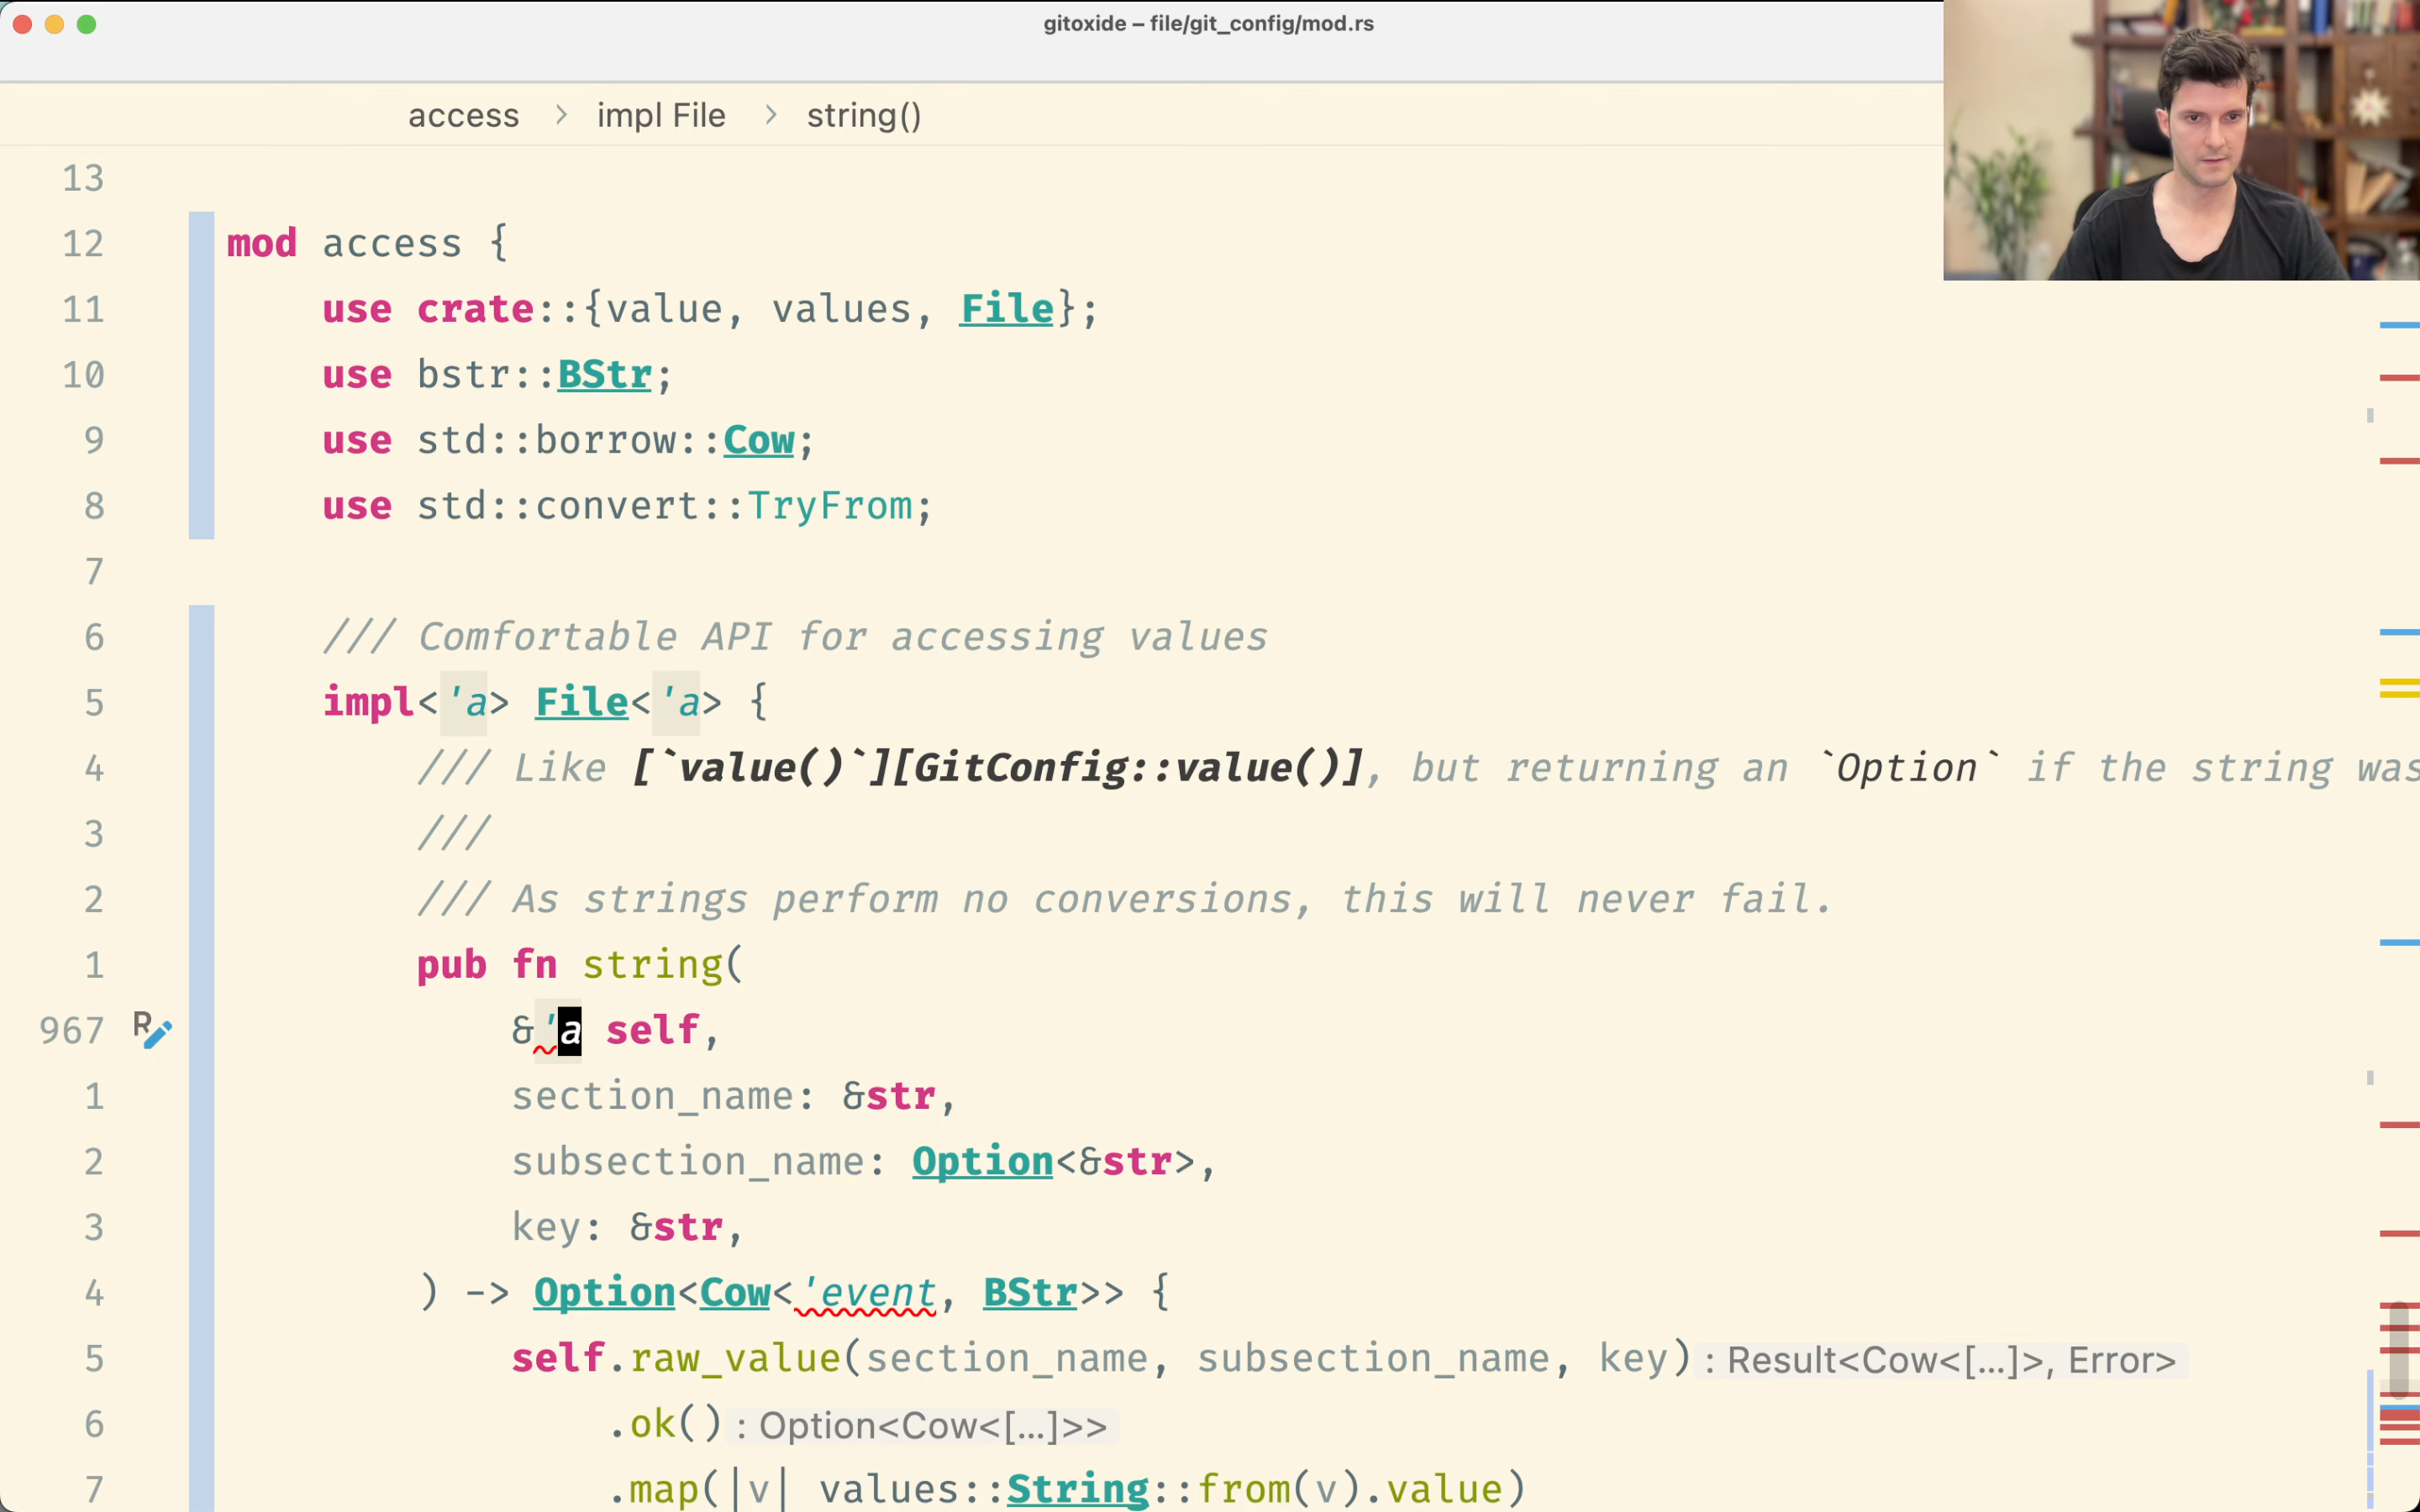 gitoxide – file/git_config/mod.rs
access > impl File > string()
13
12 mod access {
11 use crate::{value, values, File};
10 use bstr::BStr;
9 use std::borrow::Cow;
8 use std::convert::TryFrom;
7
6 /// Comfortable API for accessing values
5 impl<'a> File<'a> {
4 /// Like [`value()`][GitConfig::value()], but returning an `Option` if the string was
3 ///
2 /// As strings perform no conversions, this will never fail.
1 pub fn string(
967 R &'a self,
1 section_name: &str,
2 subsection_name: Option<&str>,
3 key: &str,
4 ) -> Option<Cow<'event, BStr>> {
5 self.raw_value(section_name, subsection_name, key) : Result<Cow<[...]>, Error>
6 .ok() : Option<Cow<[...]>>
7 .map(|v| values::String::from(v).value)